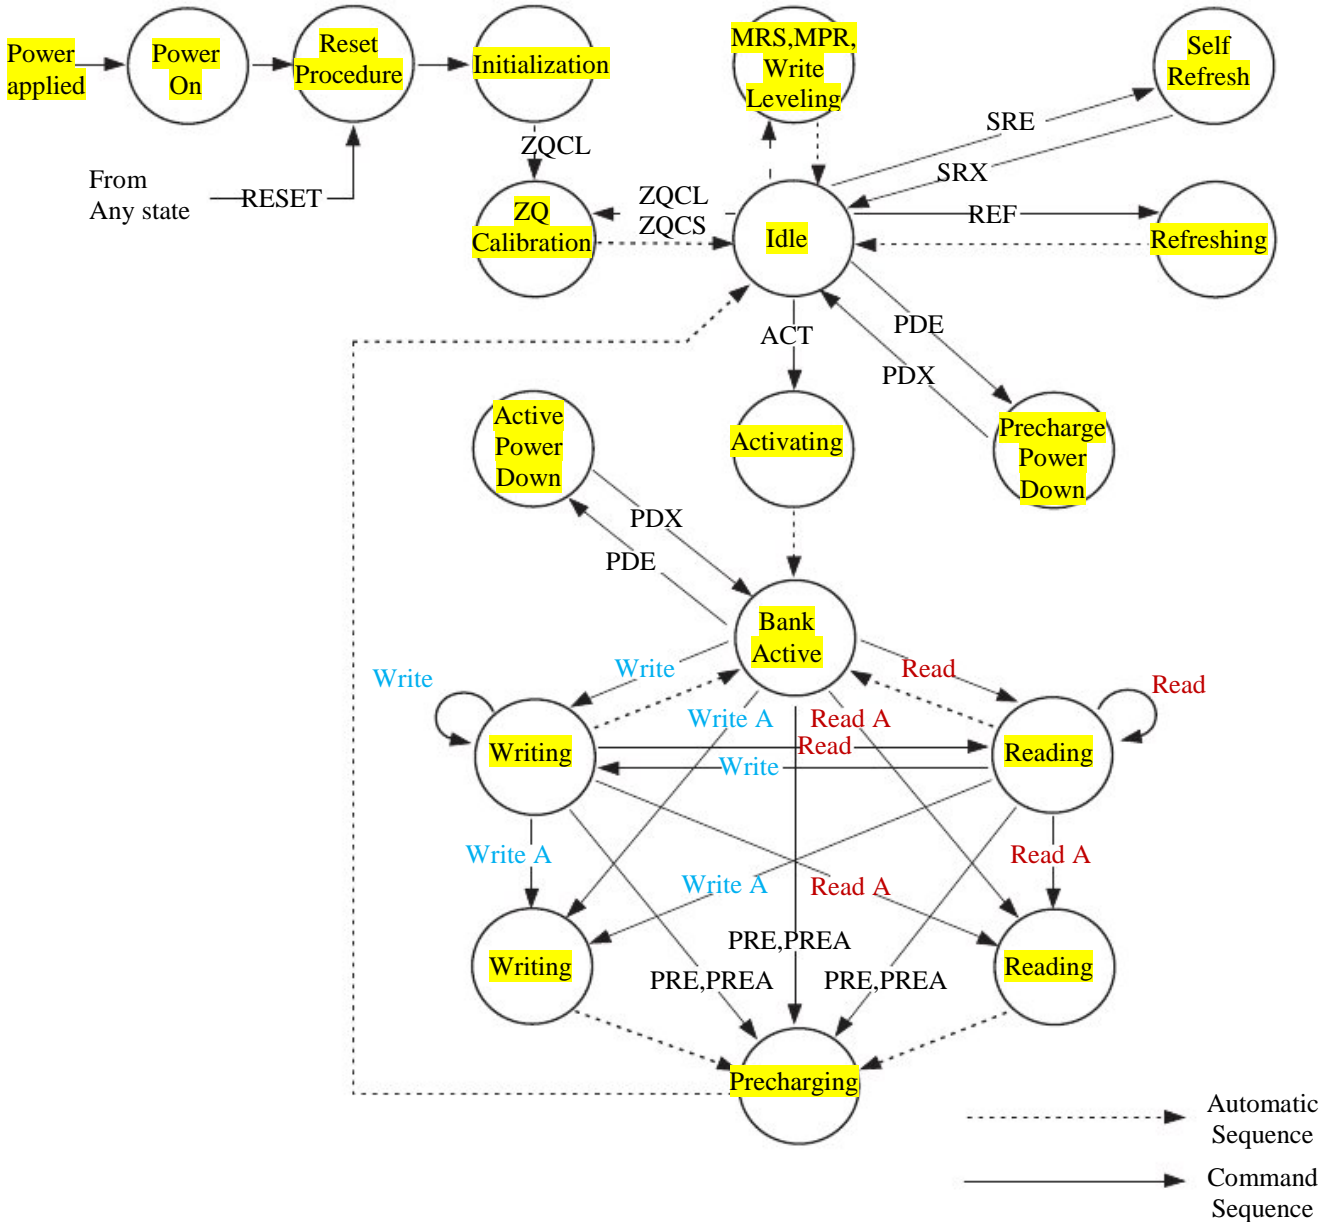 Power
applied
Power
On
Reset
Procedure
Initialization
MRS,MPR,
Write
Leveling
Self
Refresh
From
Any state
RESET
ZQCL
ZQ
Calibration
ZQCL
ZQCS
Idle
SRE
SRX
REF
Refreshing
ACT
PDE
PDX
Active
Power
Down
Activating
Precharge
Power
Down
PDX
PDE
Bank
Active
Write
Write
Read
Read
Write A
Read A
Writing
Read
Write
Reading
Write A
Write A
Read A
Read A
Writing
PRE,PREA
PRE,PREA
PRE,PREA
Reading
Precharging
Automatic
Sequence
Command
Sequence